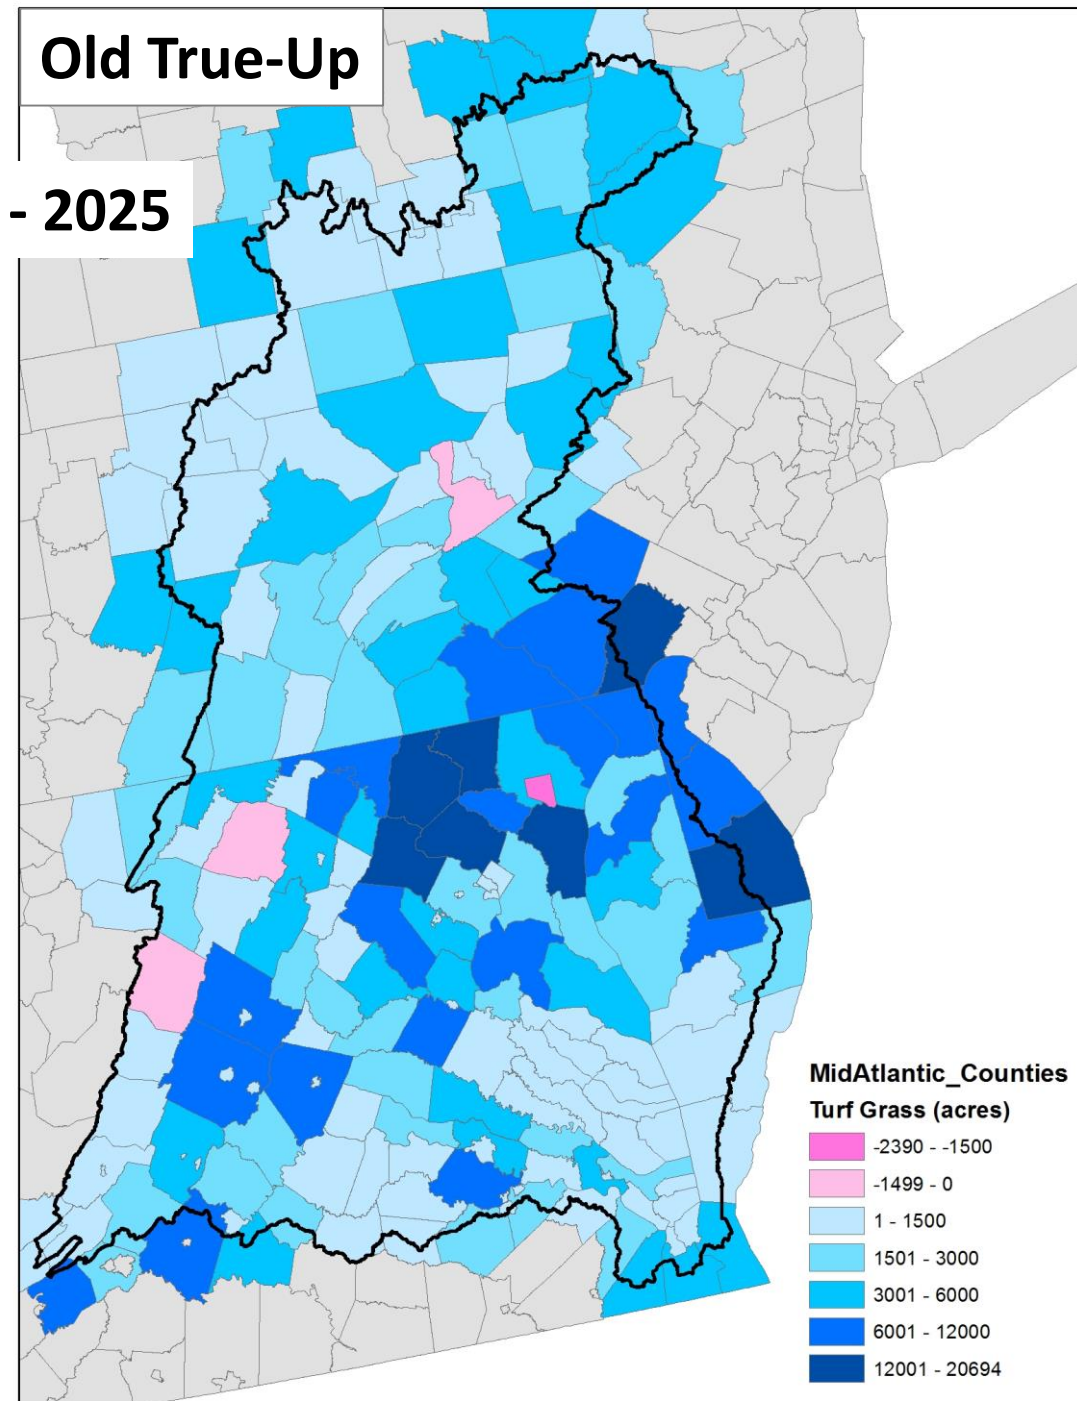 Old True-Up
- 2025
MidAtlantic_Counties
Turf Grass (acres)
-2390 - -1500
-1499 - 0
1 - 1500
1501 - 3000
3001 - 6000
6001 - 12000
12001 - 20694